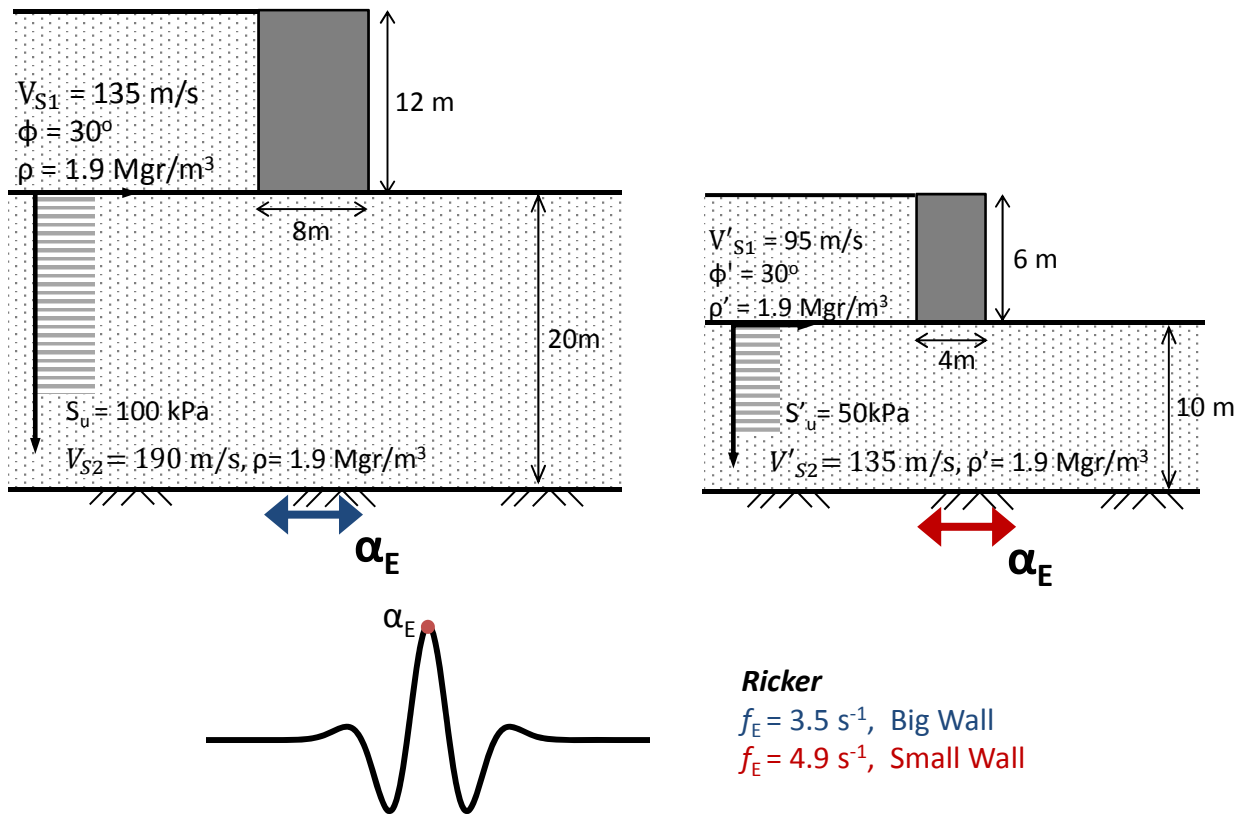 V_S1 = 135 m/s
ϕ = 30°
ρ = 1.9 Mgr/m³
12 m
8m
20m
S_u = 100 kPa
V_S2 = 190 m/s, ρ= 1.9 Mgr/m³
α_E
V'_S1 = 95 m/s
ϕ' = 30°
ρ' = 1.9 Mgr/m³
6 m
4m
10 m
S'_u = 50kPa
V'_S2 = 135 m/s, ρ' = 1.9 Mgr/m³
α_E
α_E
Ricker
f_E = 3.5 s⁻¹, Big Wall
f_E = 4.9 s⁻¹, Small Wall